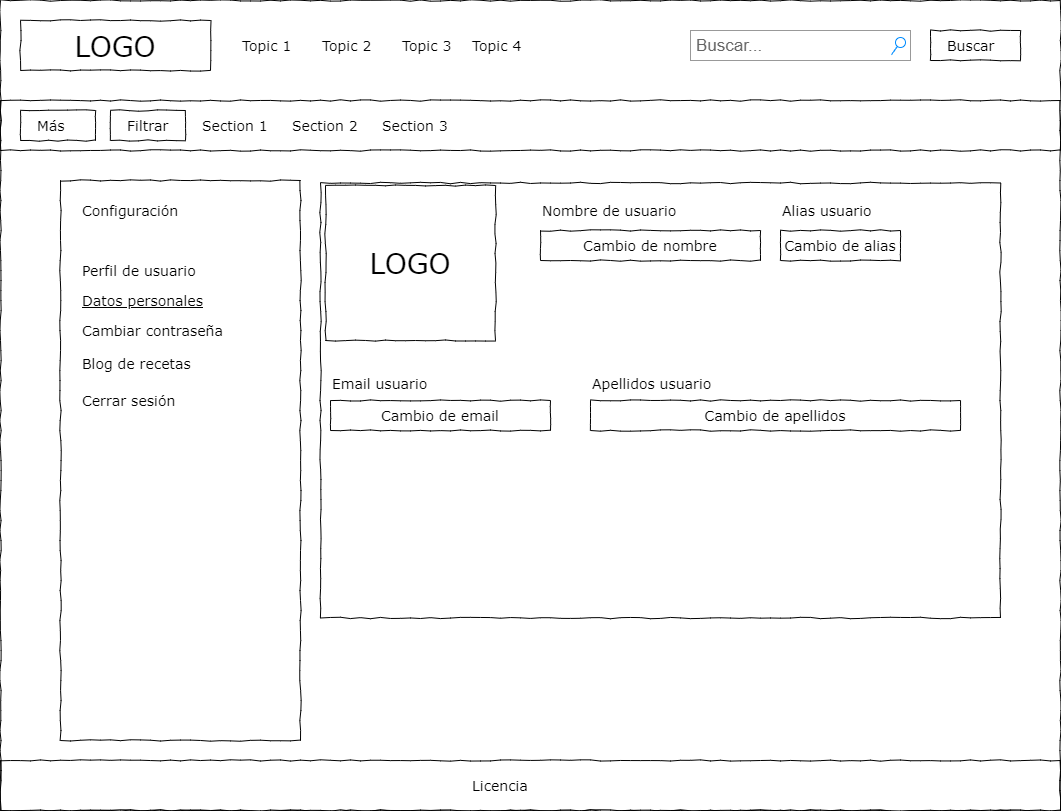 LOGO
Topic 1
Topic 2
Topic 3
Topic 4
Buscar...
Buscar
Más
Filtrar
Section 1
Section 2
Section 3
Configuración
Perfil de usuario
Datos personales
Cambiar contraseña
Blog de recetas
Cerrar sesión
LOGO
Nombre de usuario
Cambio de nombre
Alias usuario
Cambio de alias
Email usuario
Cambio de email
Apellidos usuario
Cambio de apellidos
Licencia